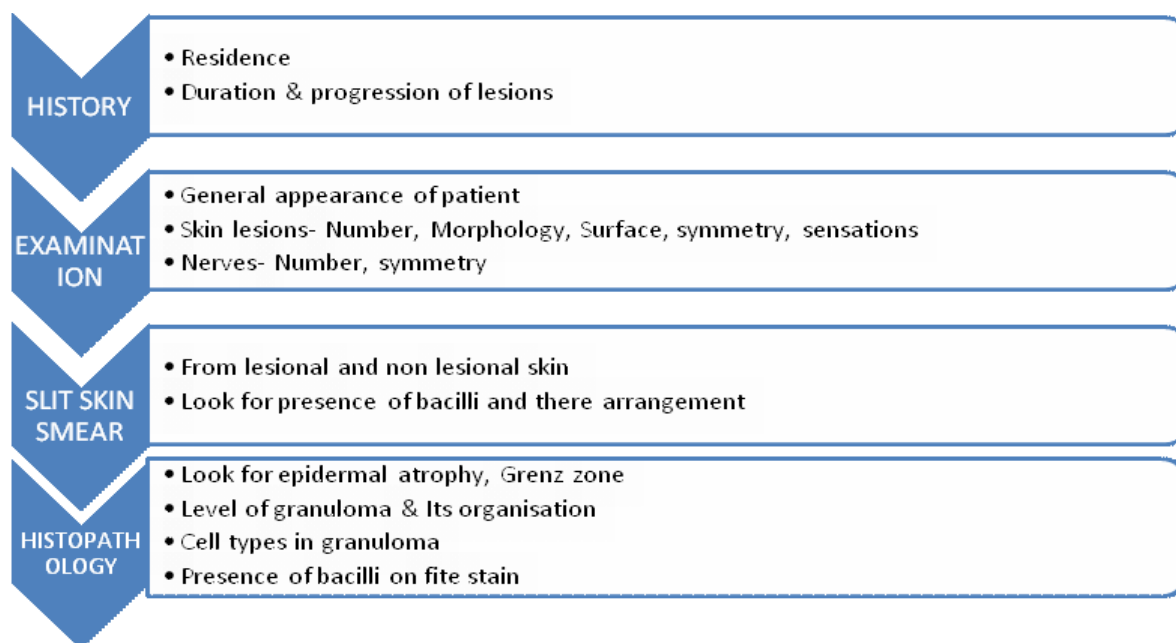 HISTORY
• Residence
• Duration & progression of lesions
EXAMINAT
ION
• General appearance of patient
• Skin lesions- Number, Morphology, Surface, symmetry, sensations
• Nerves- Number, symmetry
SLIT SKIN
SMEAR
• From lesional and non lesional skin
• Look for presence of bacilli and there arrangement
HISTOPATH
OLOGY
• Look for epidermal atrophy, Grenz zone
• Level of granuloma & Its organisation
• Cell types in granuloma
• Presence of bacilli on fite stain